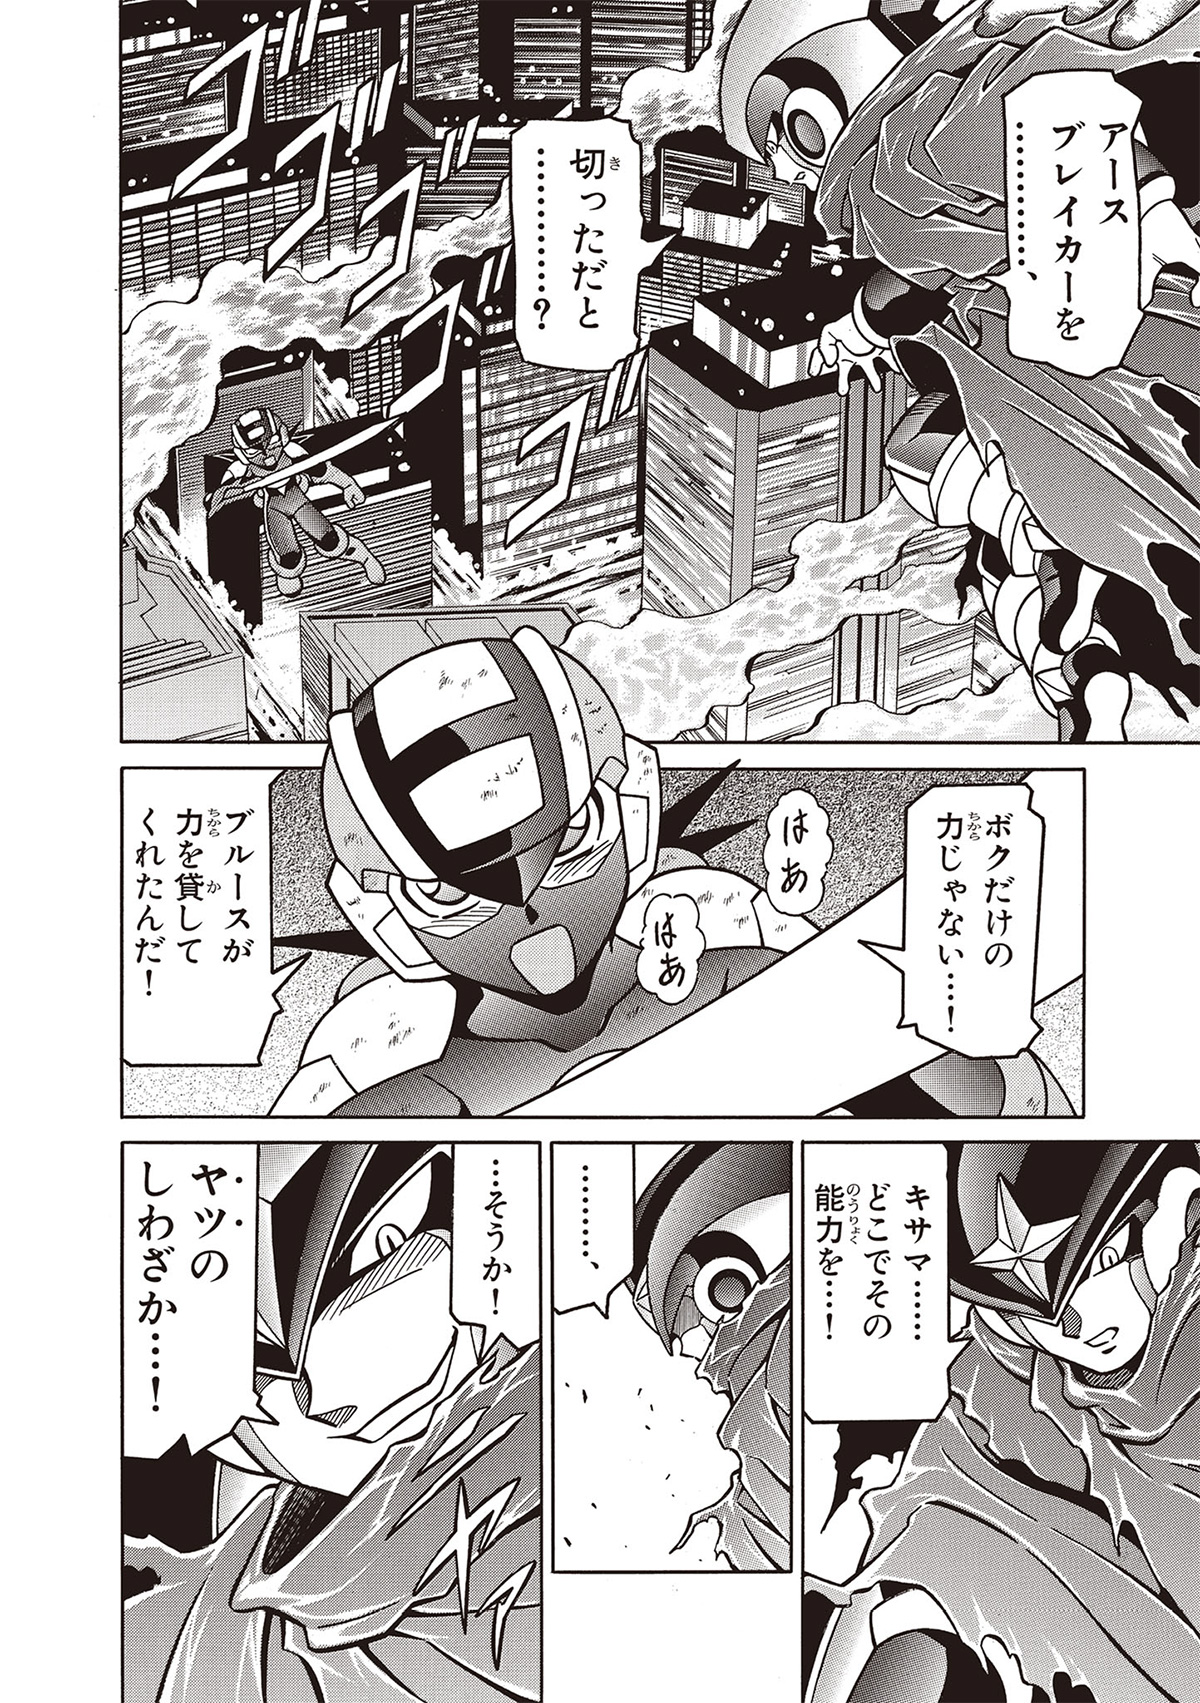 アース
ブレイカーを
………、
切っただと
………？
ゴゴゴゴゴ
ボクだけの
力じゃない…！
はあ
はあ
ブルースが
力を貸して
くれたんだ！
キサマ……
どこでその
能力を…！
………、
…そうか！
ヤツの
しわざか…！